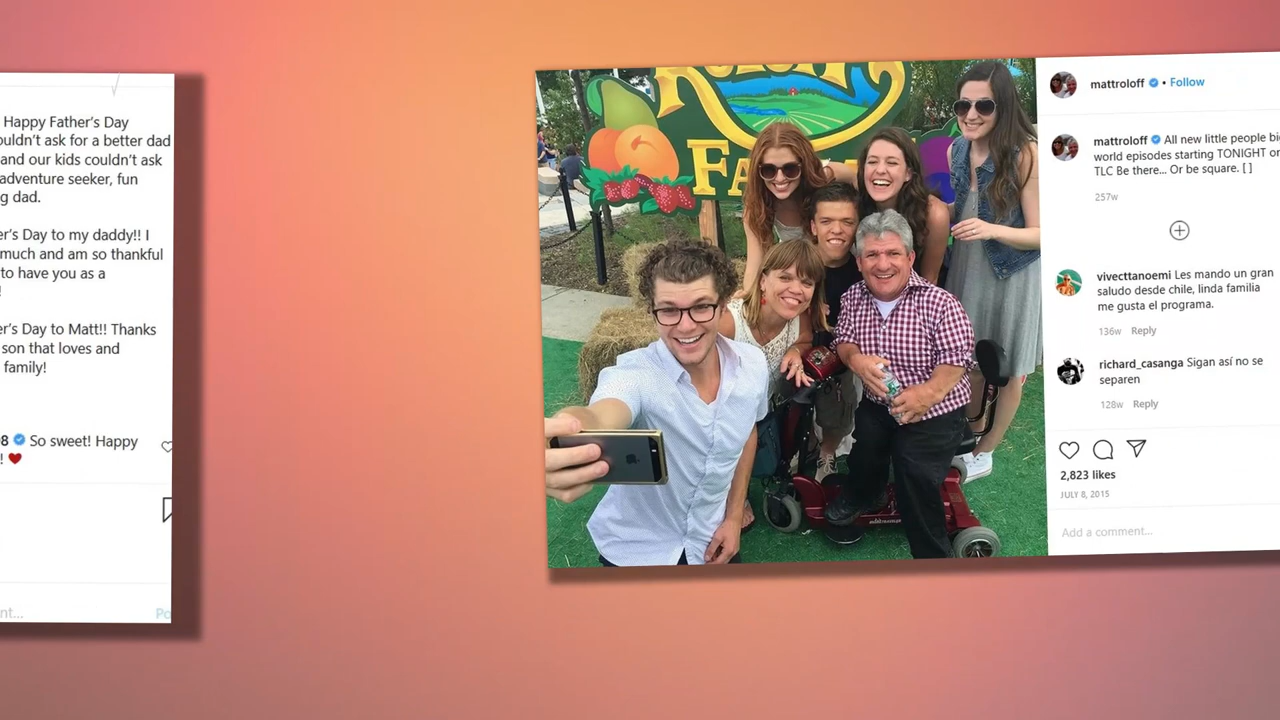 Happy Father's Day
ouldn't ask for a better dad
and our kids couldn't ask
adventure seeker, fun
g dad.
er's Day to my daddy!! I
much and am so thankful
to have you as a
!
er's Day to Matt!! Thanks
son that loves and
family!
8 So sweet! Happy
! ❤
nt...
Po
FA
mattroloff • Follow
mattroloff All new little people bi
world episodes starting TONIGHT on
TLC Be there... Or be square. [ ]
257w
vivecttanoemi Les mando un gran
saludo desde chile, linda familia
me gusta el programa.
136w Reply
richard_casanga Sigan así no se
separen
128w Reply
2,823 likes
JULY 8, 2015
Add a comment...